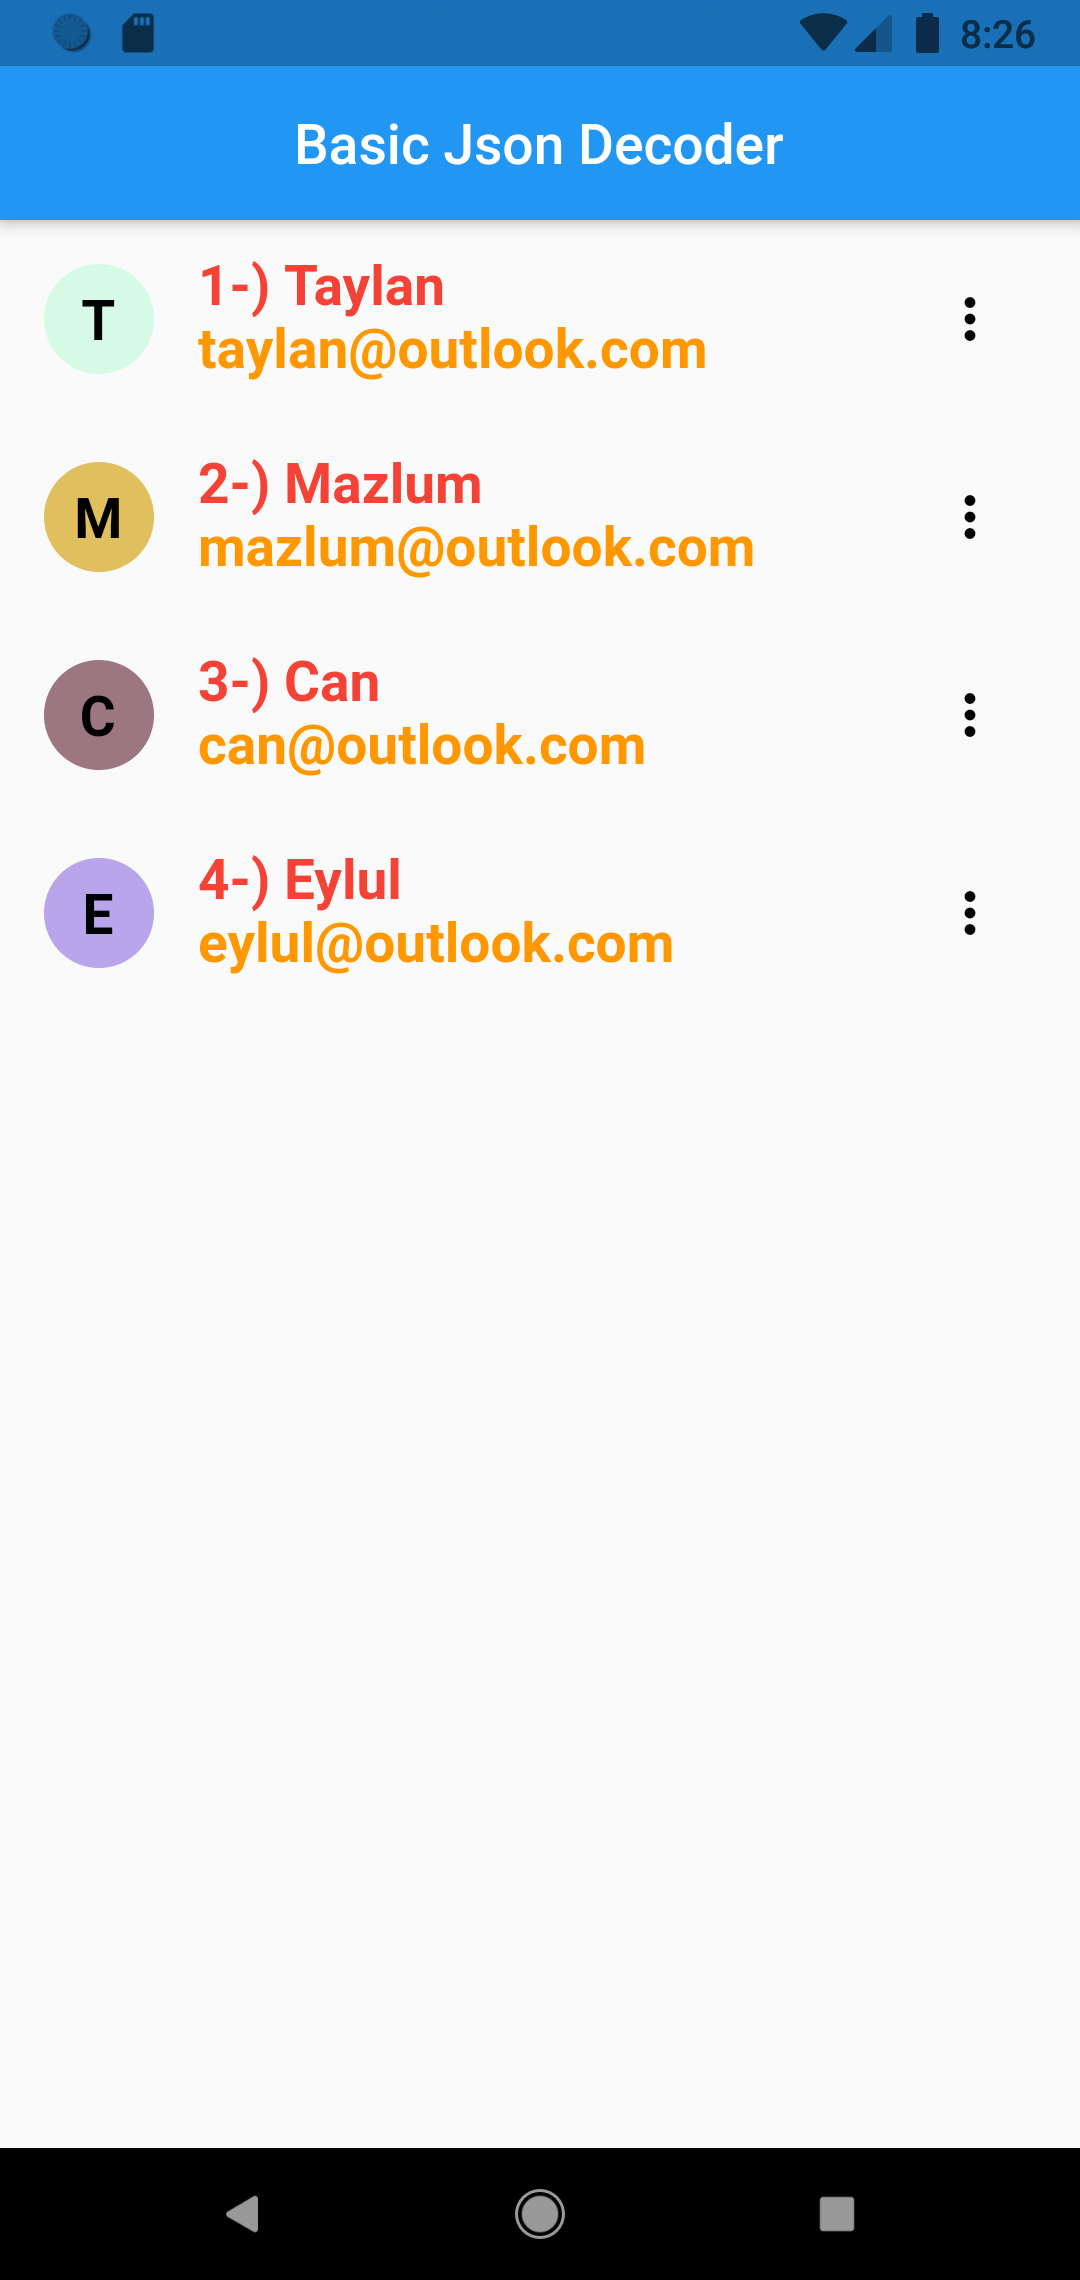 8:26
Basic Json Decoder
T
1-) Taylan
taylan@outlook.com
M
2-) Mazlum
mazlum@outlook.com
C
3-) Can
can@outlook.com
E
4-) Eylul
eylul@outlook.com